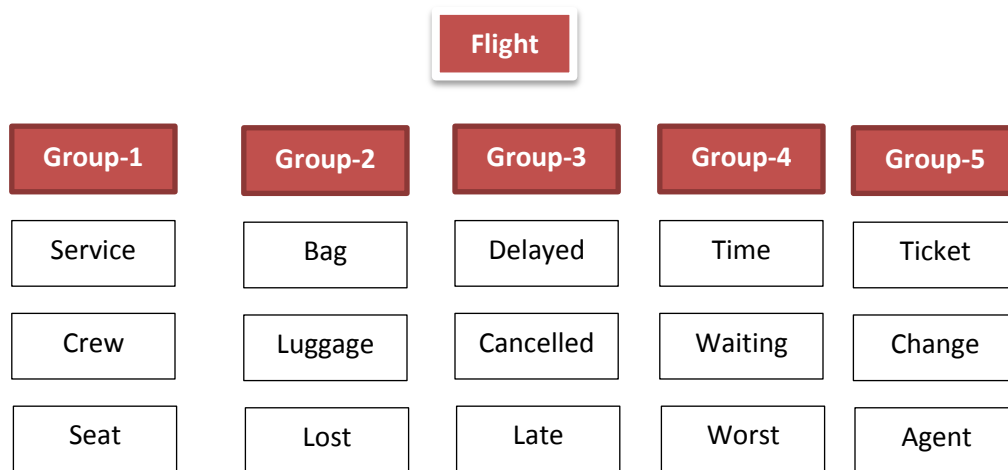 Flight
Group-1
Group-2
Group-3
Group-4
Group-5
Service
Bag
Delayed
Time
Ticket
Crew
Luggage
Cancelled
Waiting
Change
Seat
Lost
Late
Worst
Agent